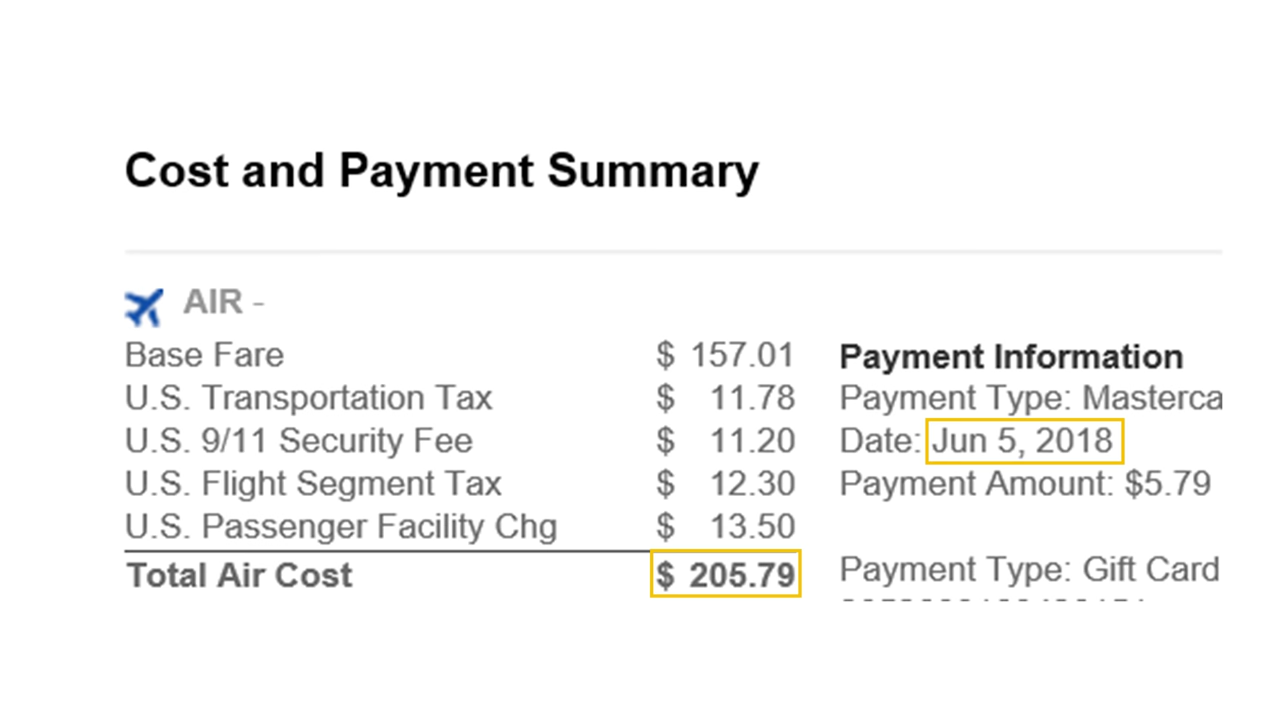 Cost and Payment Summary
AIR -
Base Fare $ 157.01
U.S. Transportation Tax $ 11.78
U.S. 9/11 Security Fee $ 11.20
U.S. Flight Segment Tax $ 12.30
U.S. Passenger Facility Chg $ 13.50
Total Air Cost $ 205.79
Payment Information
Payment Type: Masterca
Date: Jun 5, 2018
Payment Amount: $5.79
Payment Type: Gift Card